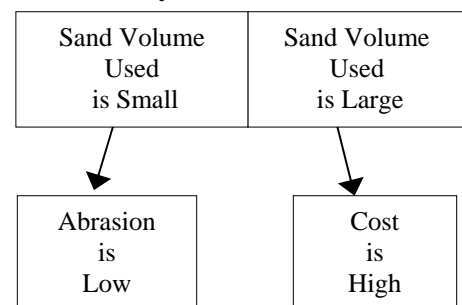 Sand Volume
Used
is Small
Sand Volume
Used
is Large
Abrasion
is
Low
Cost
is
High